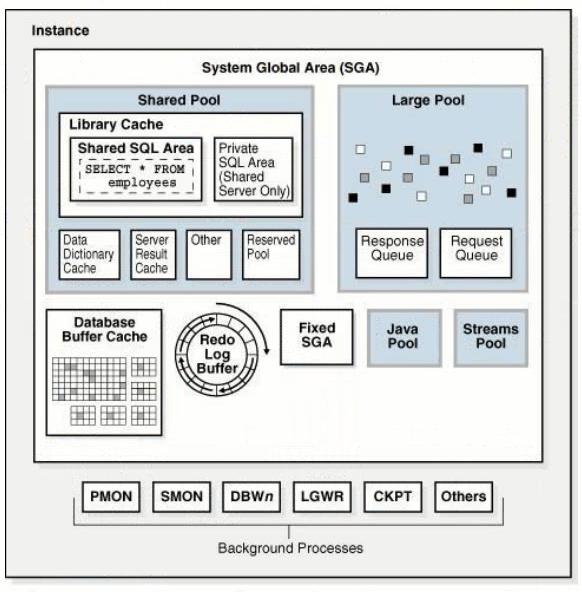 Instance
System Global Area (SGA)
Shared Pool
Library Cache
Shared SQL Area
SELECT * FROM
employees
Private
SQL Area
(Shared
Server Only)
Data
Dictionary
Cache
Server
Result
Cache
Other
Reserved
Pool
Large Pool
Response
Queue
Request
Queue
Database
Buffer Cache
Redo
Log
Buffer
Fixed
SGA
Java
Pool
Streams
Pool
PMON
SMON
DBWn
LGWR
CKPT
Others
Background Processes